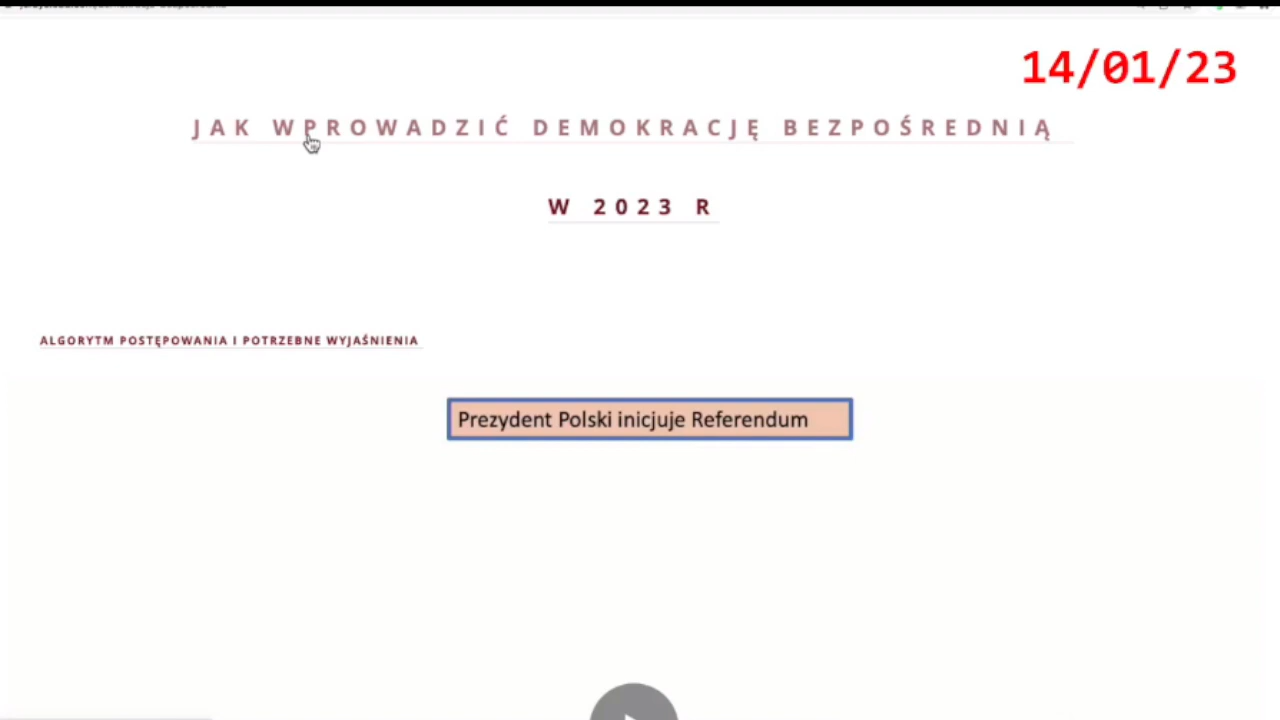 14/01/23
JAK WPROWADZIĆ DEMOKRACJĘ BEZPOŚREDNIĄ
W 2023 R
ALGORYTM POSTĘPOWANIA I POTRZEBNE WYJAŚNIENIA
Prezydent Polski inicjuje Referendum